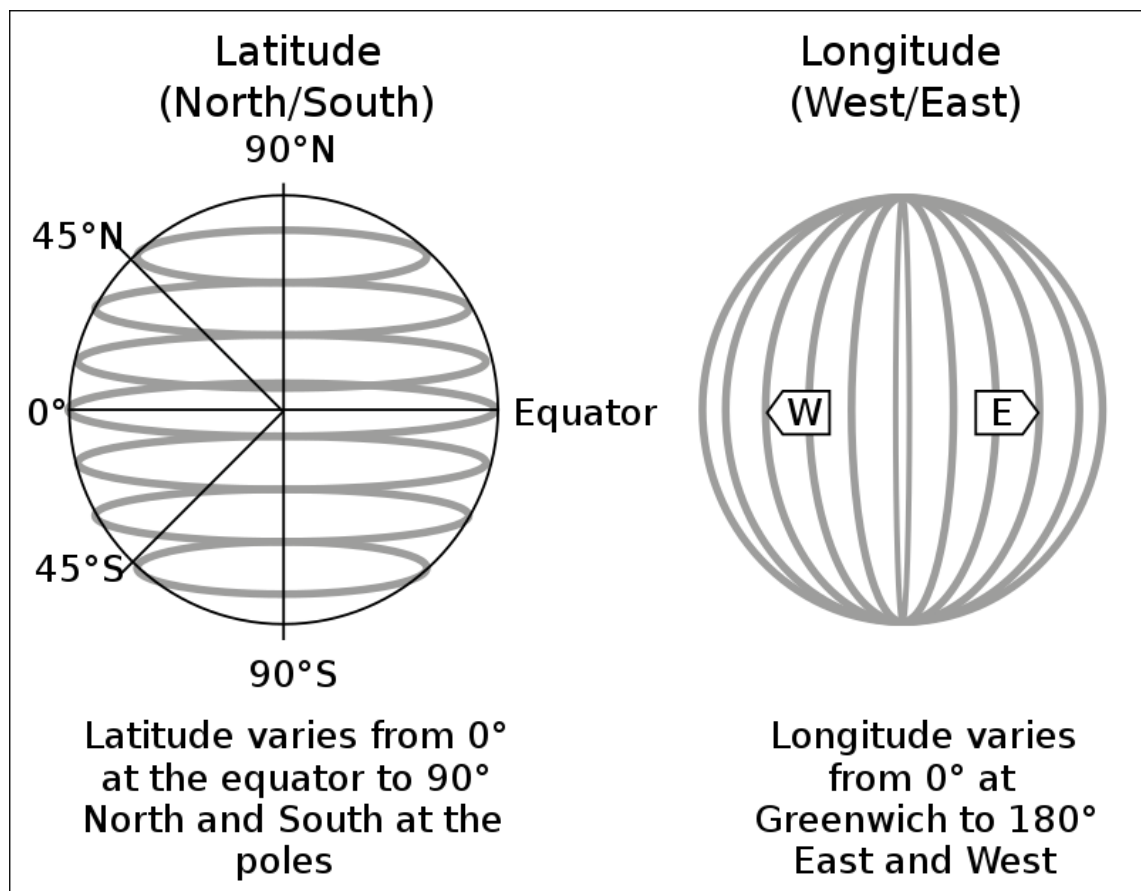 Latitude
(North/South)
90°N
45°N
0°
Equator
45°S
90°S
Latitude varies from 0°
at the equator to 90°
North and South at the
poles
Longitude
(West/East)
W
E
Longitude varies
from 0° at
Greenwich to 180°
East and West